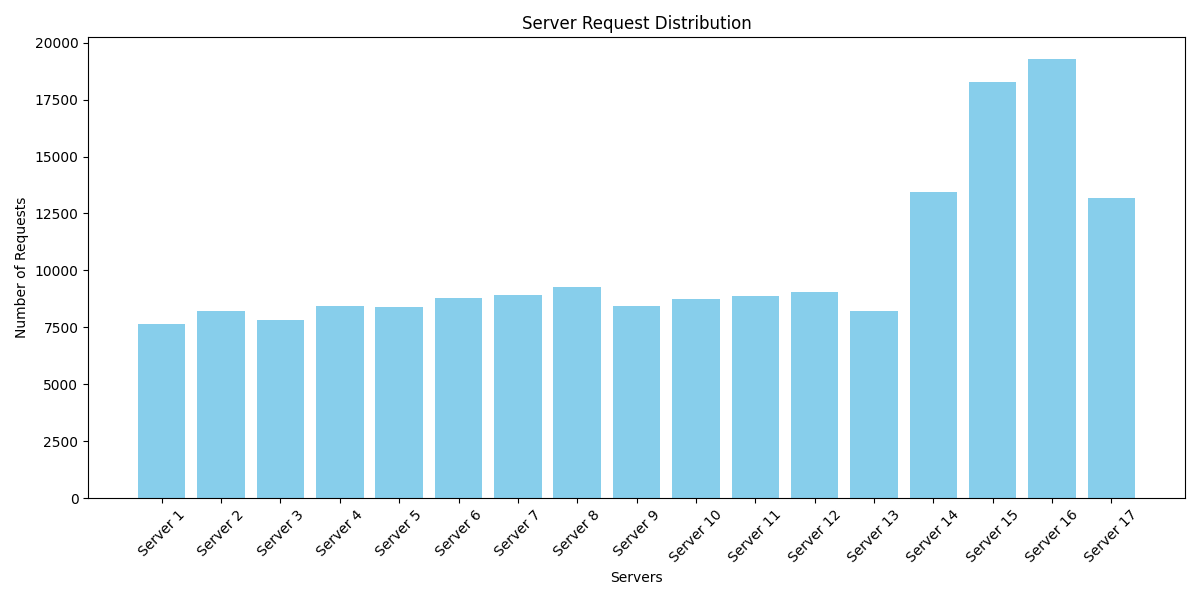 Server Request Distribution
20000
17500
15000
12500
10000
7500
5000
2500
0
Number of Requests
Server 1
Server 2
Server 3
Server 4
Server 5
Server 6
Server 7
Server 8
Server 9
Server 10
Server 11
Server 12
Server 13
Server 14
Server 15
Server 16
Server 17
Servers